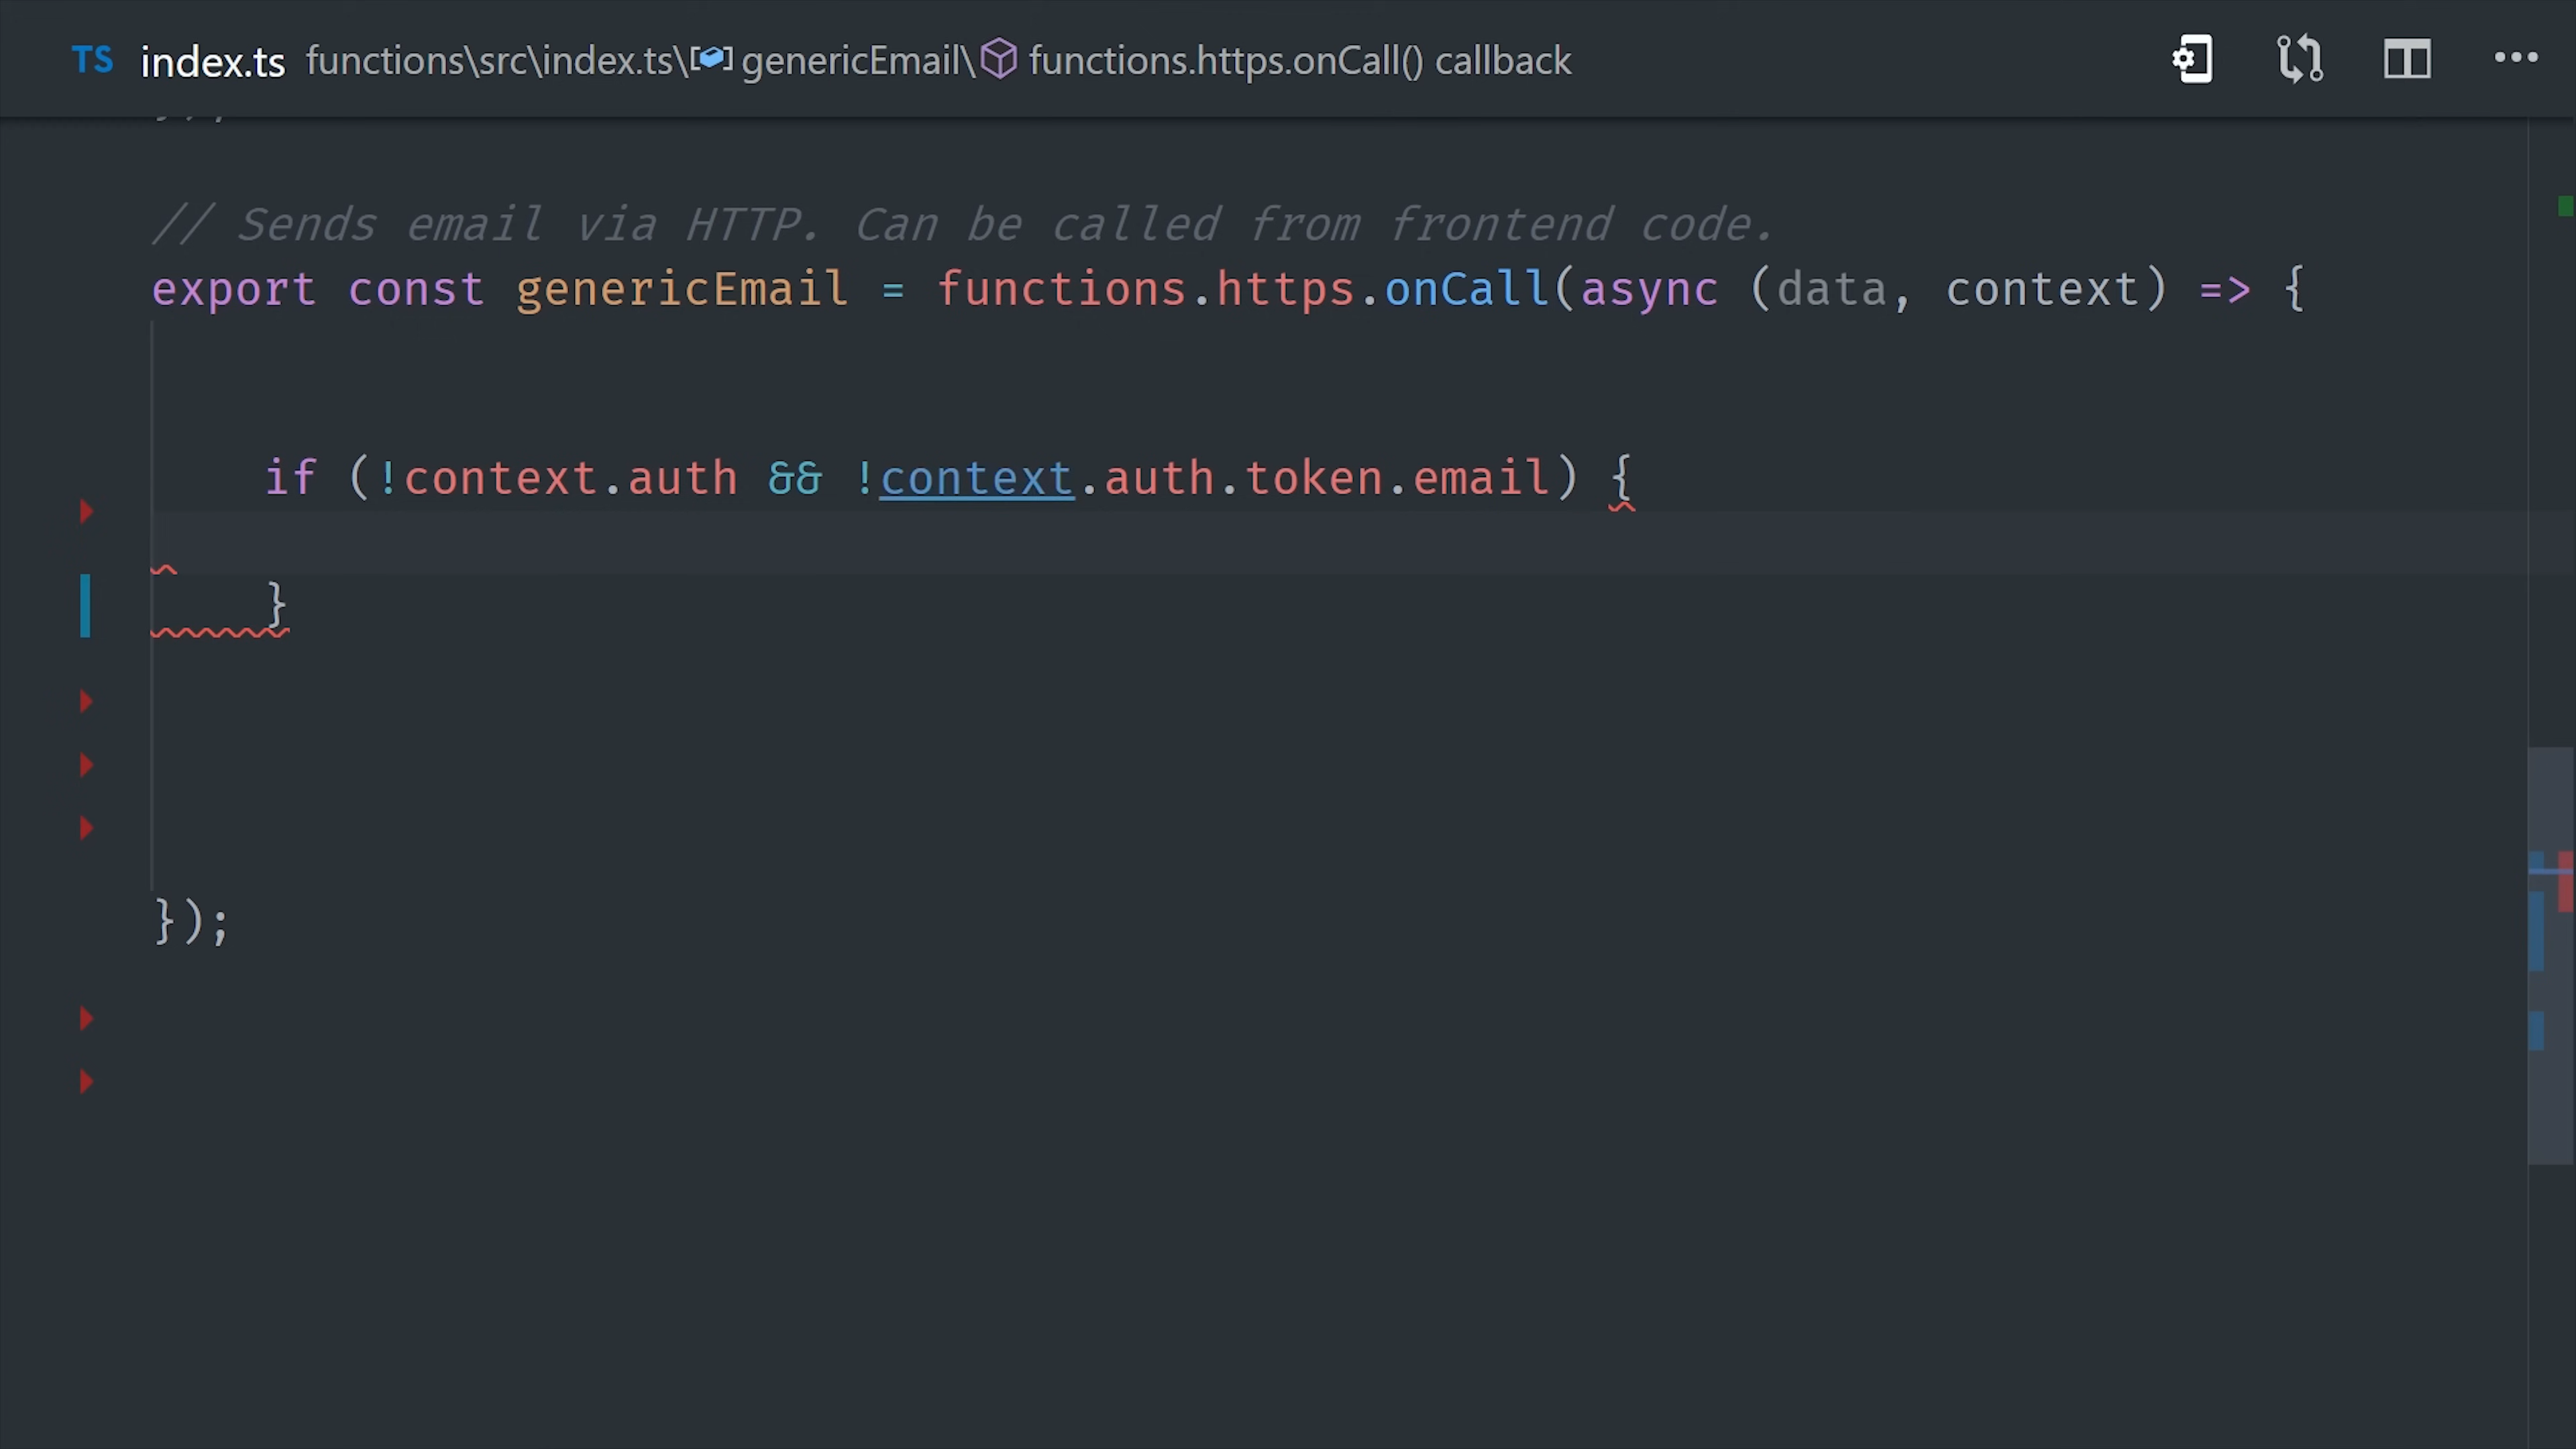 TS index.ts functions\src\index.ts\genericEmail\functions.https.onCall() callback
// Sends email via HTTP. Can be called from frontend code.
export const genericEmail = functions.https.onCall(async (data, context) => {
if (!context.auth && !context.auth.token.email) {
}
});